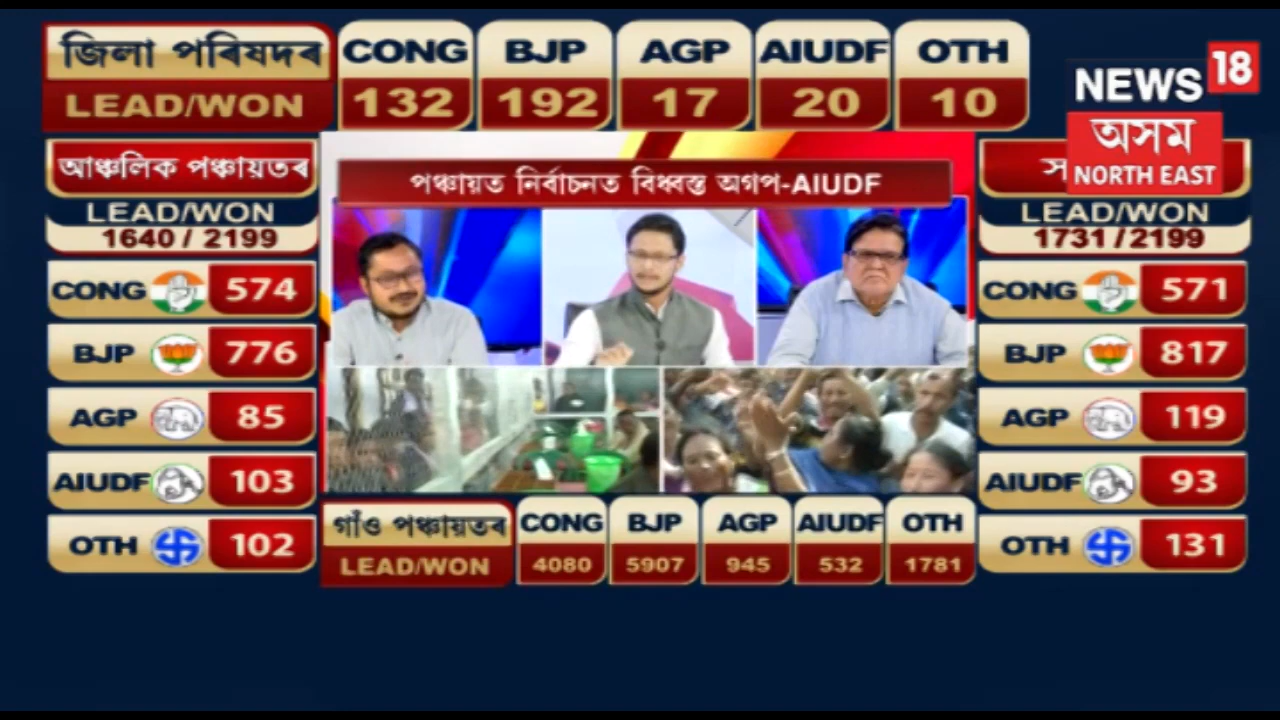 জিলা পৰিষদৰ CONG BJP AGP AIUDF OTH
LEAD/WON 132 192 17 20 10
NEWS 18
অসম
NORTH EAST
আঞ্চলিক পঞ্চায়তৰ
LEAD/WON
1640 / 2199
CONG 574
BJP 776
AGP 85
AIUDF 103
OTH 102
পঞ্চায়ত নিৰ্বাচনত বিধ্বস্ত অগপ-AIUDF
LEAD/WON
1731 / 2199
CONG 571
BJP 817
AGP 119
AIUDF 93
OTH 131
গাঁও পঞ্চায়তৰ CONG BJP AGP AIUDF OTH
LEAD/WON 4080 5907 945 532 1781